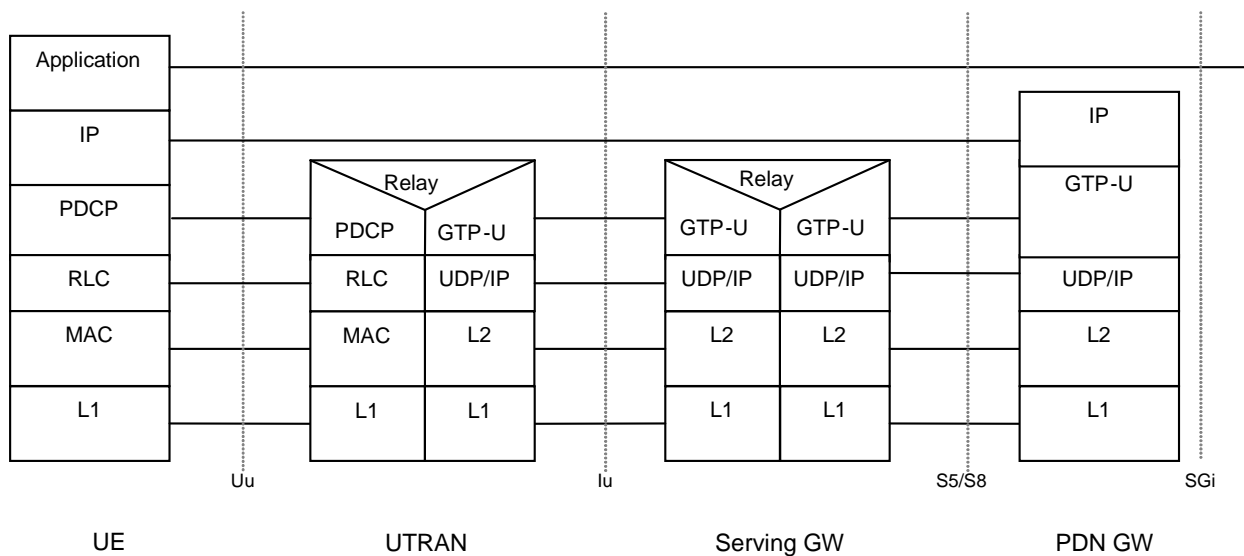 Application
IP
IP
Relay
Relay
GTP-U
PDCP
PDCP
GTP-U
GTP-U
GTP-U
RLC
RLC
UDP/IP
UDP/IP
UDP/IP
UDP/IP
MAC
MAC
L2
L2
L2
L2
L1
L1
L1
L1
L1
L1
Uu
Iu
S5/S8
SGi
UE
UTRAN
Serving GW
PDN GW